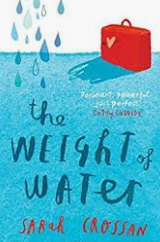 "Poignant, powerful
just perfect."
Cathy Cassidy
the
WEIGHT of
WATER
SARAH CROSSAN